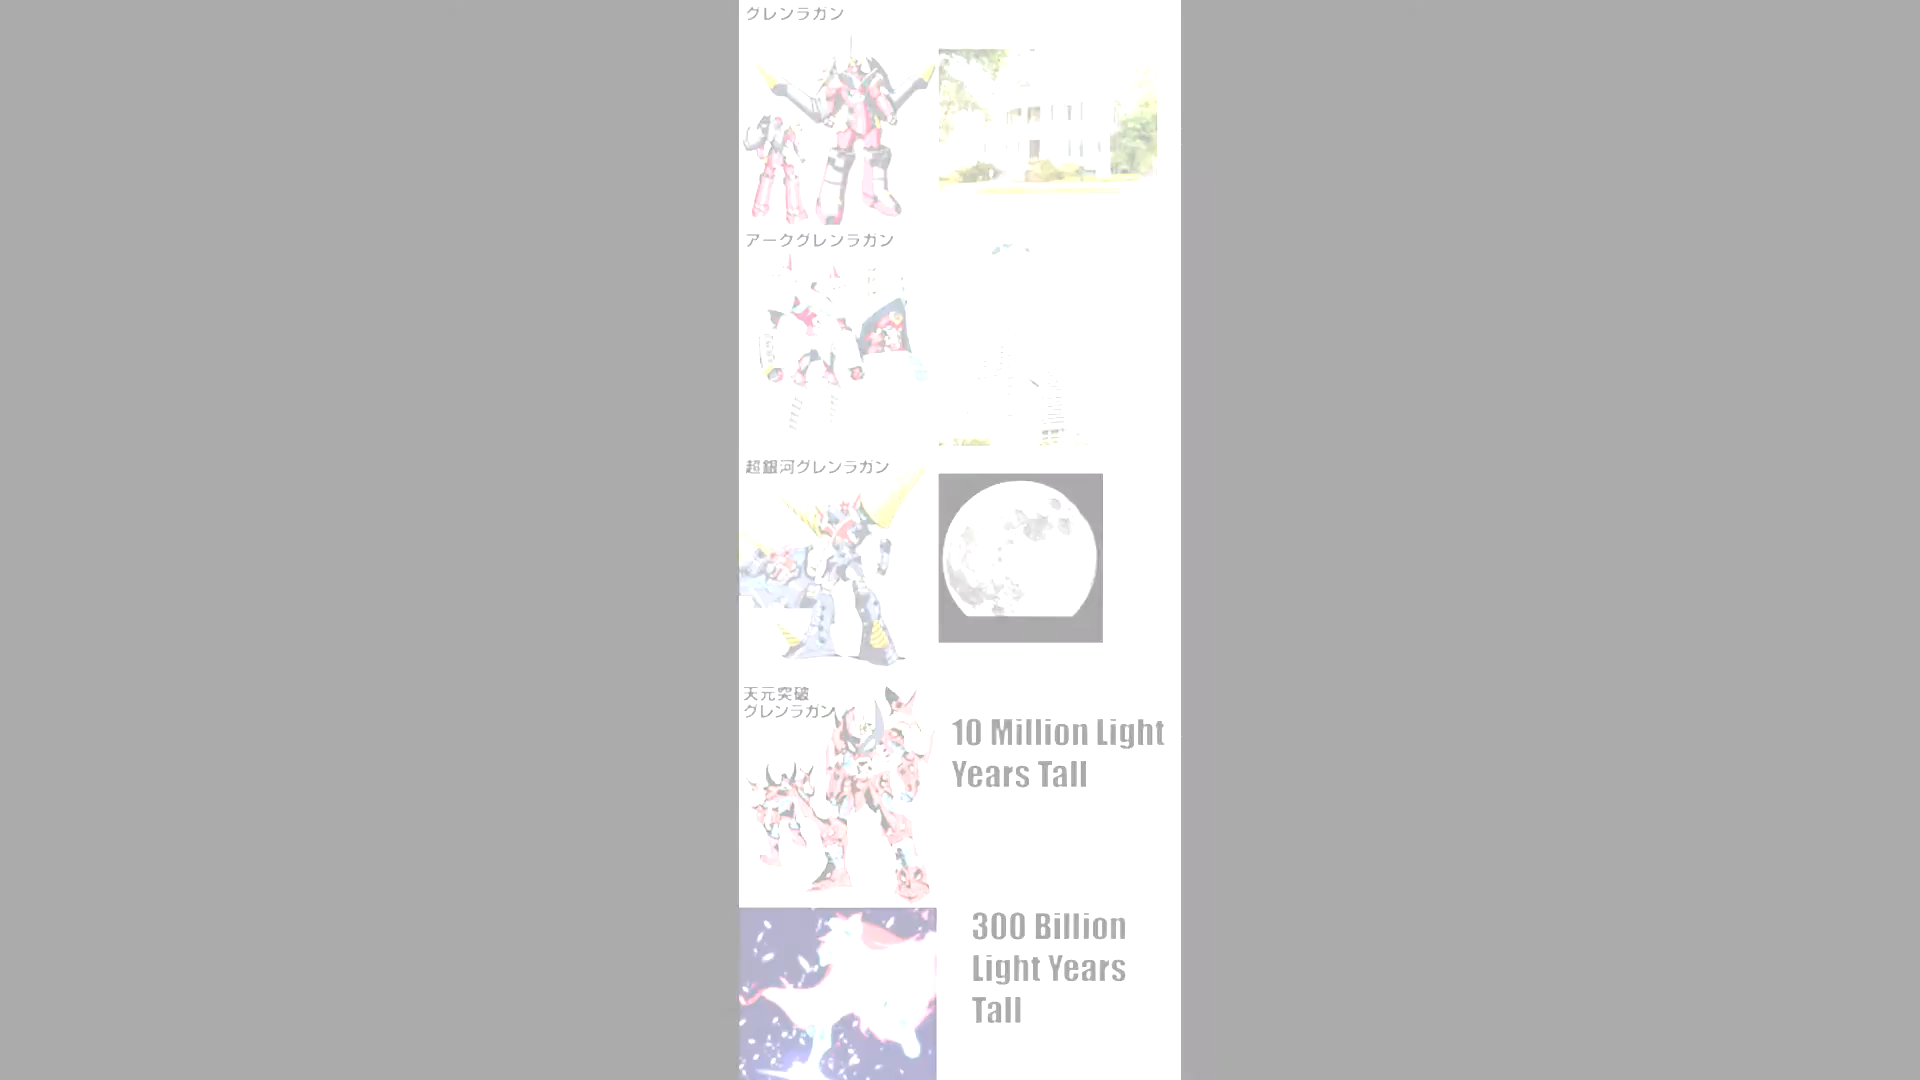 グレンラガン
アークグレンラガン
超銀河グレンラガン
天元突破
グレンラガン
10 Million Light
Years Tall
300 Billion
Light Years
Tall